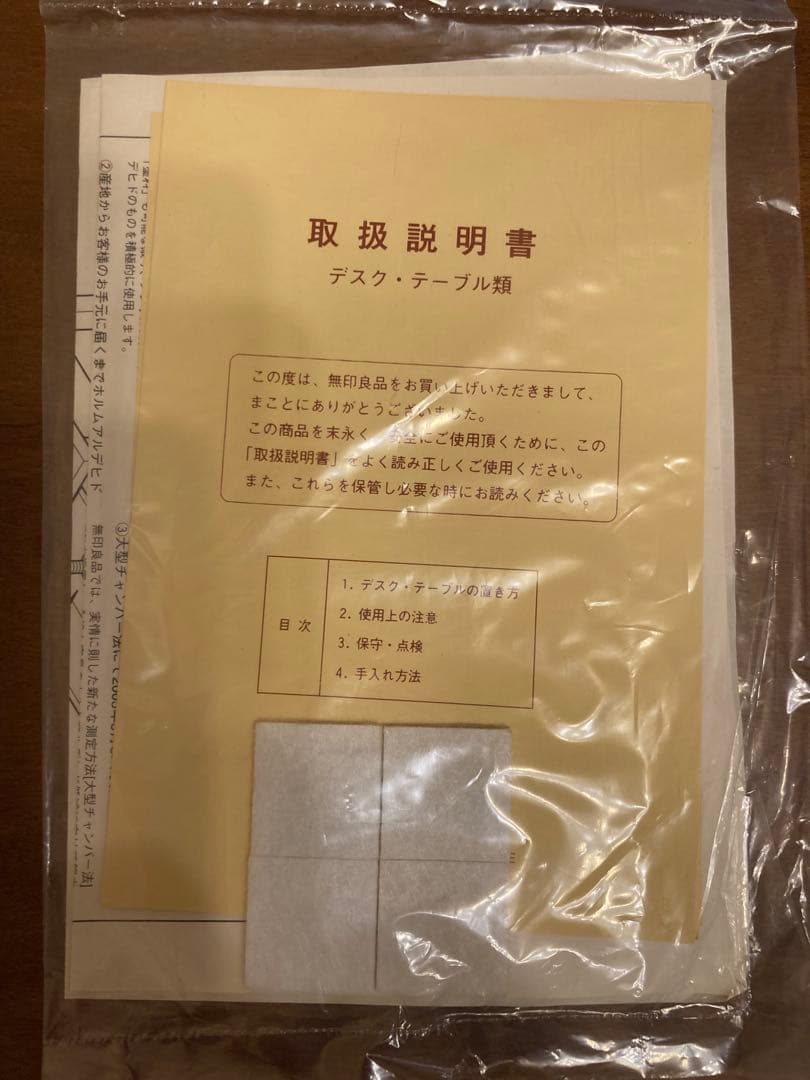 取扱説明書
デスク・テーブル類
この度は、無印良品をお買い上げいただきまして、
まことにありがとうございました。
この商品を末永く、安全にご使用頂くために、この
「取扱説明書」をよく読み正しくご使用ください。
また、これらを保管し必要な時にお読みください。
目次
1. デスク・テーブルの置き方
2. 使用上の注意
3. 保守・点検
4. 手入れ方法
デヒドのものを積極的に使用します。
②産地からお客様のお手元に届くまでホルムアルデヒド
③大型チャンバー法にて
無印良品では、実情に則した新たな測定方法[大型チャンバー法]